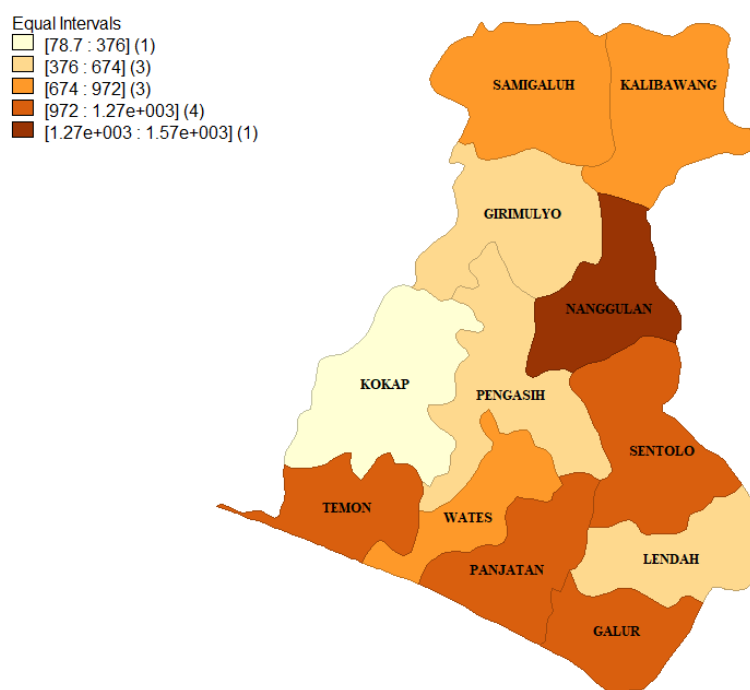 Equal Intervals
[78.7 : 376] (1)
[376 : 674] (3)
[674 : 972] (3)
[972 : 1.27e+003] (4)
[1.27e+003 : 1.57e+003] (1)
SAMIGALUH
KALIBAWANG
GIRIMULYO
NANGGULAN
KOKAP
PENGASIH
SENTOLO
TEMON
WATES
PANJATAN
LENDAH
GALUR